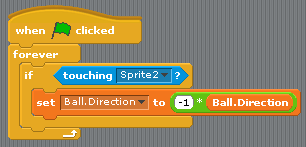 when clicked
forever
if touching Sprite2 ?
set Ball.Direction to -1 * Ball.Direction